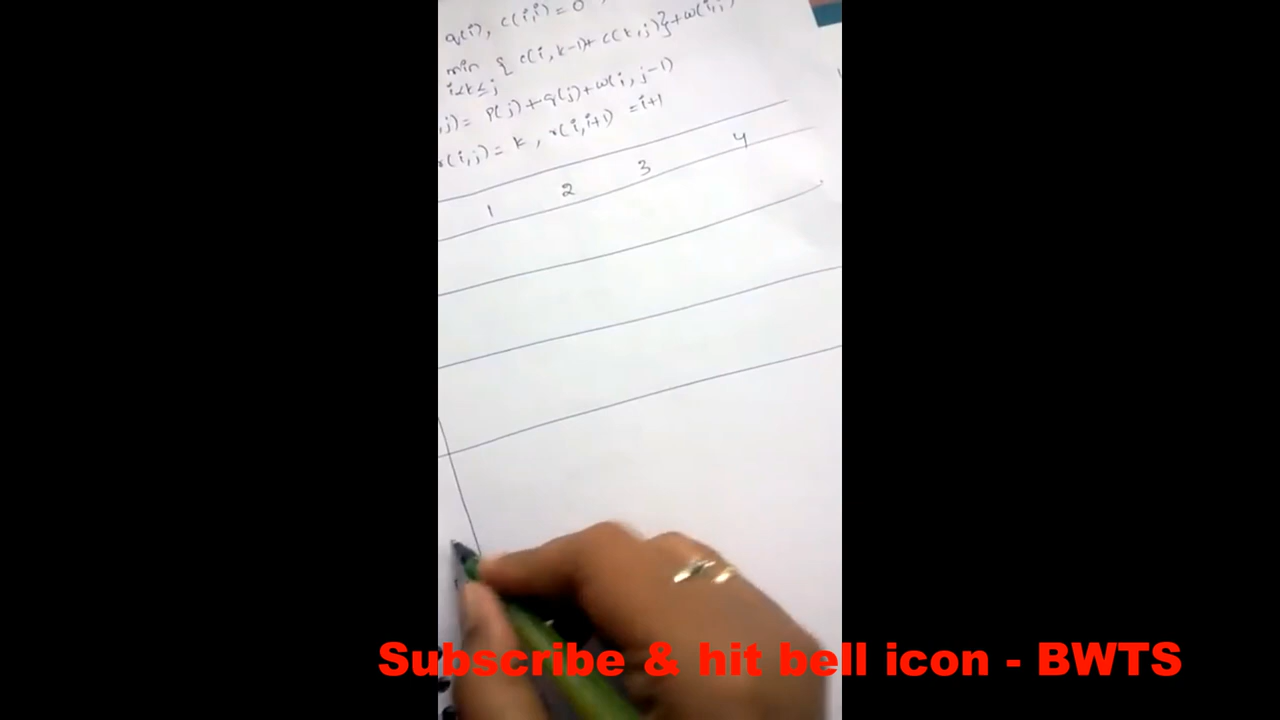 q(i), c(i,i) = 0
min { c(i, k-1) + c(k, j) } + w(i, j)
i<k≤j
, j) = p(j) + q(j) + w(i, j-1)
r(i,j) = k, r(i, i+1) = i+1
1 2 3 4
Subscribe & hit bell icon - BWTS